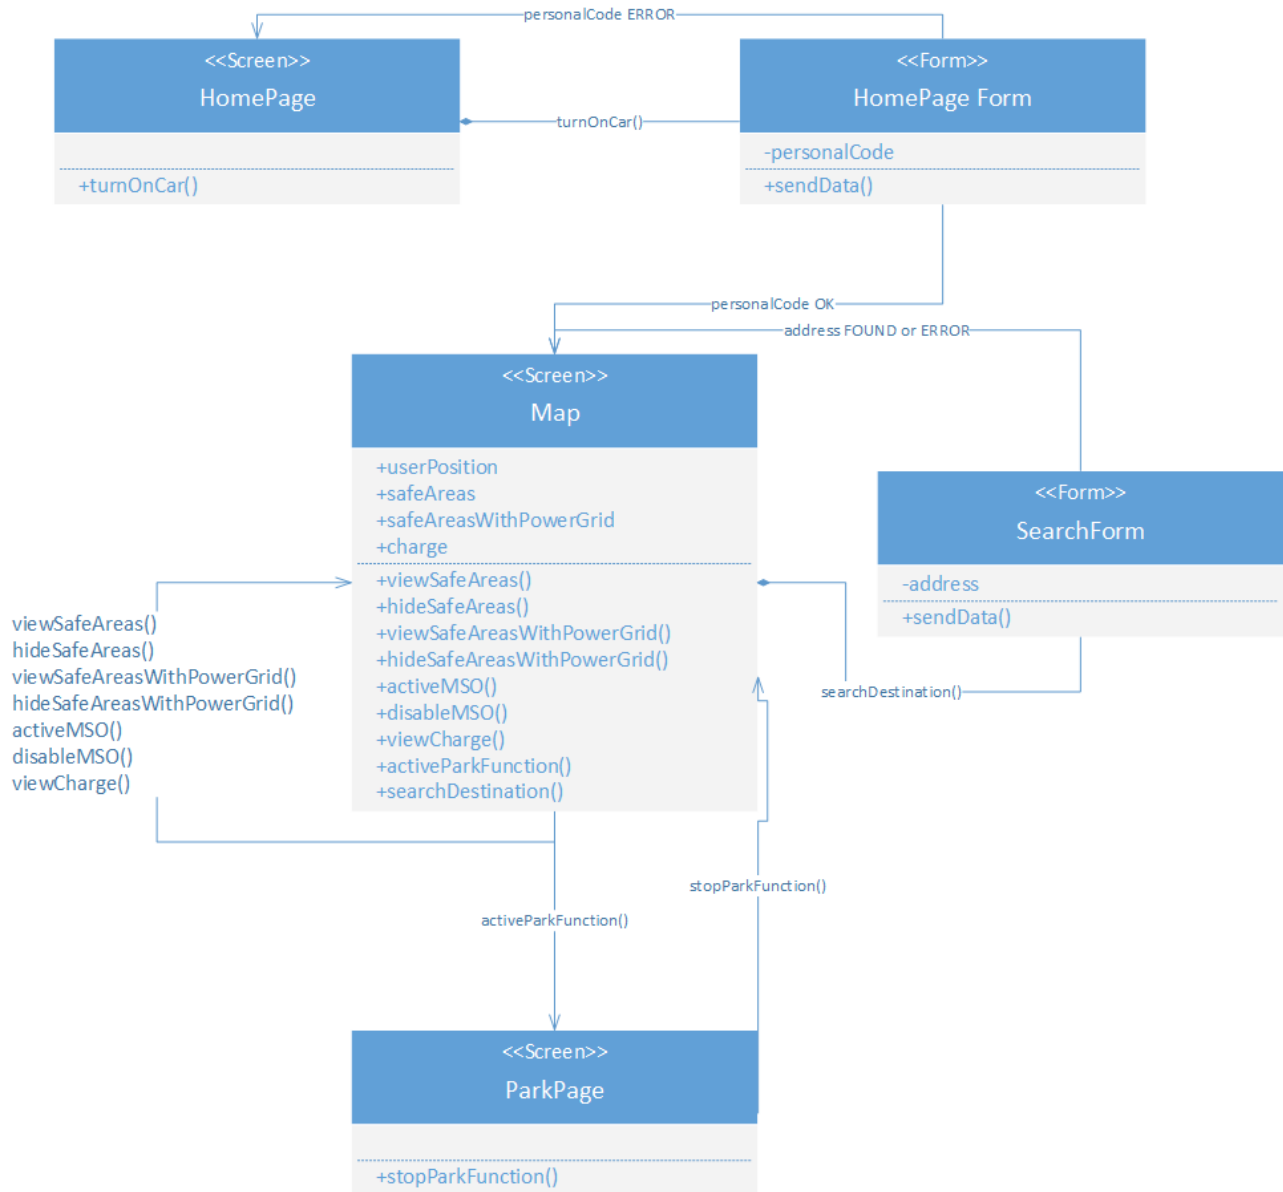 personalCode ERROR
<<Screen>>
HomePage
+turnOnCar()
turnOnCar()
<<Form>>
HomePage Form
-personalCode
+sendData()
personalCode OK
address FOUND or ERROR
<<Screen>>
Map
+userPosition
+safeAreas
+safeAreasWithPowerGrid
+charge
+viewSafeAreas()
+hideSafeAreas()
+viewSafeAreasWithPowerGrid()
+hideSafeAreasWithPowerGrid()
+activeMSO()
+disableMSO()
+viewCharge()
+activeParkFunction()
+searchDestination()
<<Form>>
SearchForm
-address
+sendData()
searchDestination()
viewSafeAreas()
hideSafeAreas()
viewSafeAreasWithPowerGrid()
hideSafeAreasWithPowerGrid()
activeMSO()
disableMSO()
viewCharge()
stopParkFunction()
activeParkFunction()
<<Screen>>
ParkPage
+stopParkFunction()